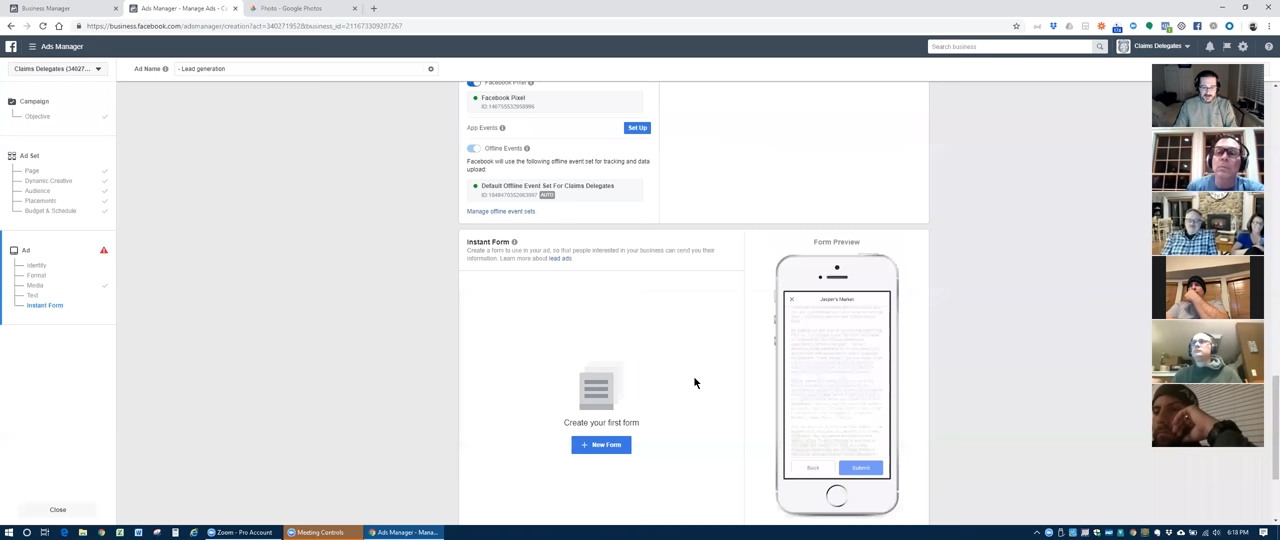 Business Manager
Ads Manager - Manage Ads - C
Photo - Google Photos
https://business.facebook.com/adsmanager/creation?act=3402719528&business_id=211673309287267
Ads Manager
Search business
Claims Delegates
Claims Delegates (34027...
Ad Name
- Lead generation
Campaign
Objective
Ad Set
Page
Dynamic Creative
Audience
Placements
Budget & Schedule
Ad
Identity
Format
Media
Text
Instant Form
Close
Facebook Pixel
Facebook Pixel
App Events
Set Up
Offline Events
Facebook will use the following offline event set for tracking and data
upload:
Default Offline Event Set For Claims Delegates
AUTO
Manage offline event sets
Instant Form
Create a form to use in your ad, so that people interested in your business can send you their
information. Learn more about lead ads.
Create your first form
+ New Form
Form Preview
Jasper's Market
Back
Submit
Zoom - Pro Account
Meeting Controls
Ads Manager - Mana...
6:18 PM